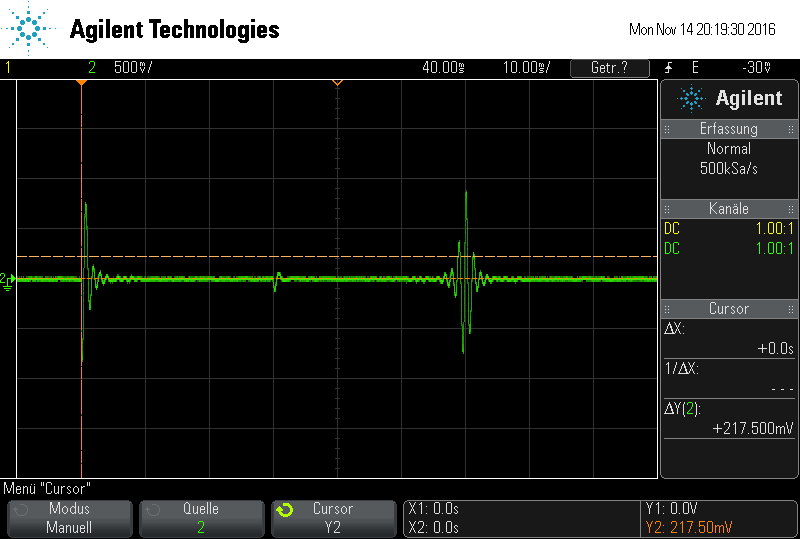 Agilent Technologies
Mon Nov 14 20:19:30 2016
1 2 500mV/ 40.00s 10.00s/ Getr.? E -30V
Agilent
Erfassung
Normal
500kSa/s
Kanäle
DC 1.00:1
DC 1.00:1
Cursor
ΔX:
+0.0s
1/ΔX:
- - -
ΔY(2):
+217.500mV
2
Menü "Cursor"
Modus
Manuell
Quelle
2
Cursor
Y2
X1: 0.0s
X2: 0.0s
Y1: 0.0V
Y2: 217.50mV